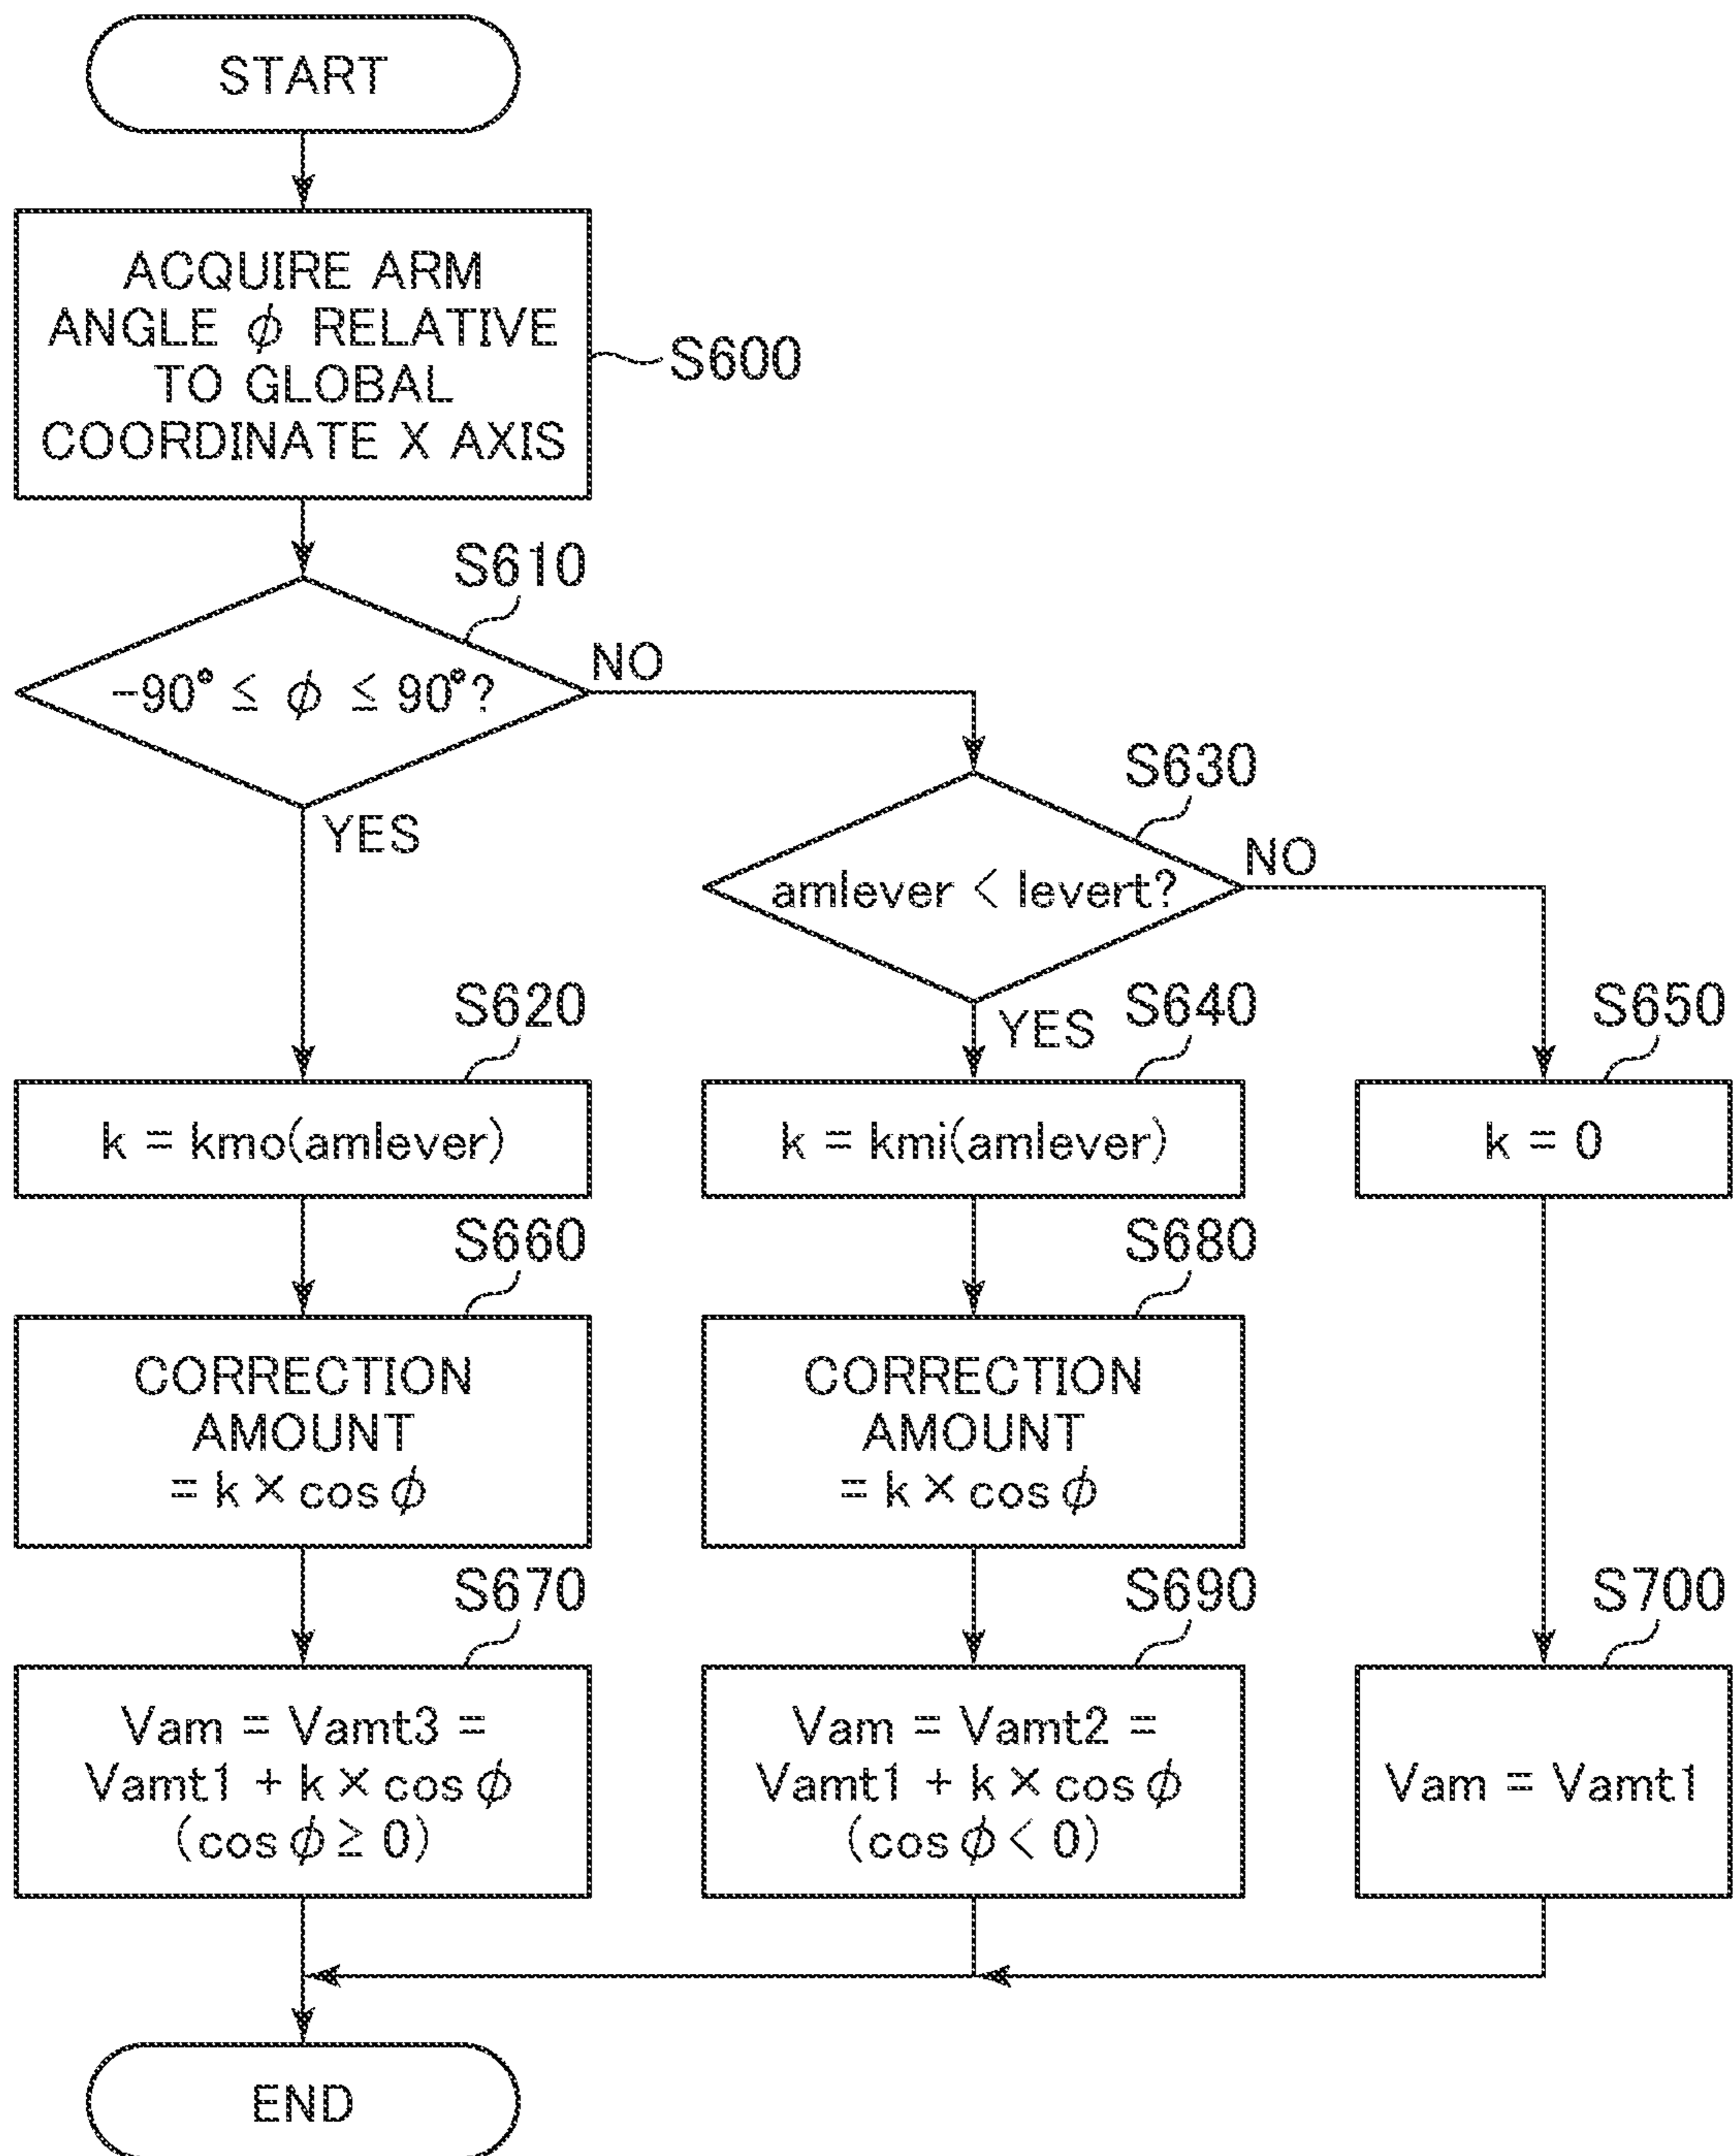 START
ACQUIRE ARM
ANGLE ϕ RELATIVE
TO GLOBAL
COORDINATE X AXIS
S600
S610
-90° ≤ ϕ ≤ 90°?
NO
YES
S630
amlever < levert?
NO
YES
S620
k = kmo(amlever)
S640
k = kmi(amlever)
S650
k = 0
S660
CORRECTION
AMOUNT
= k × cos ϕ
S680
CORRECTION
AMOUNT
= k × cos ϕ
S670
Vam = Vamt3 =
Vamt1 + k × cos ϕ
(cos ϕ ≥ 0)
S690
Vam = Vamt2 =
Vamt1 + k × cos ϕ
(cos ϕ < 0)
S700
Vam = Vamt1
END